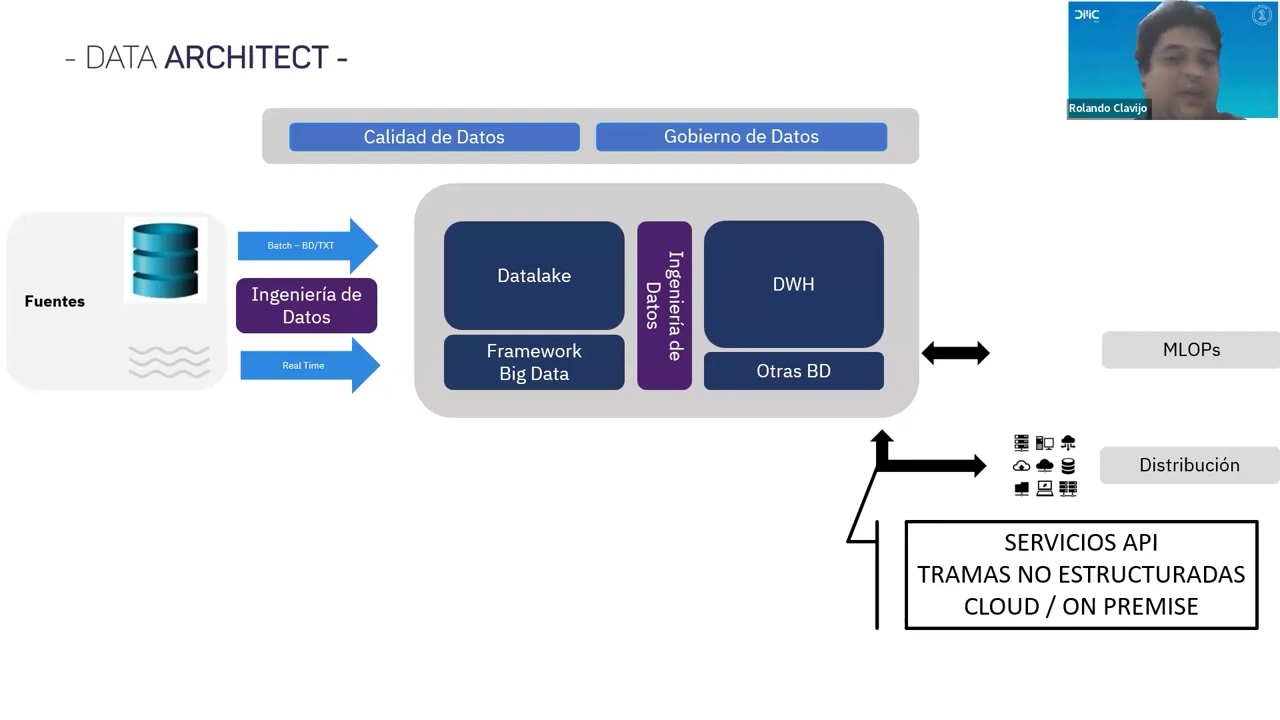 - DATA ARCHITECT -
DMC
Rolando Clavijo
Calidad de Datos
Gobierno de Datos
Fuentes
Batch – BD/TXT
Ingeniería de
Datos
Real Time
Datalake
Framework
Big Data
Ingeniería de
Datos
DWH
Otras BD
MLOPs
Distribución
SERVICIOS API
TRAMAS NO ESTRUCTURADAS
CLOUD / ON PREMISE